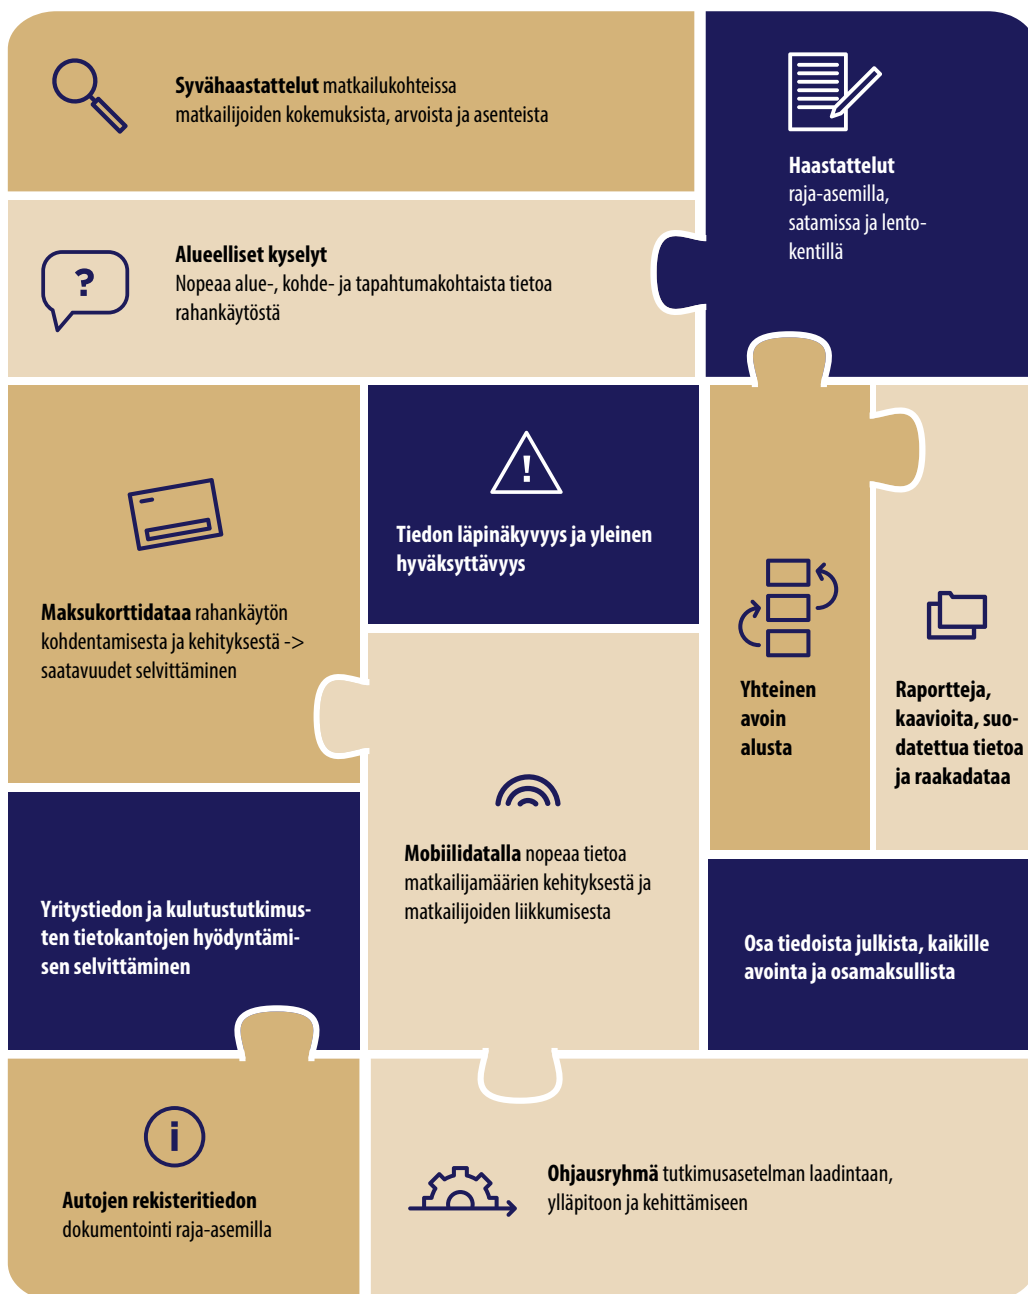 Syvähaastattelut matkailukohteissa
matkailijoiden kokemuksista, arvoista ja asenteista
Haastattelut
raja-asemilla,
satamissa ja lento-
kentillä
?
Alueelliset kyselyt
Nopeaa alue-, kohde- ja tapahtumakohtaista tietoa
rahankäytöstä
Maksukorttidataa rahankäytön
kohdentamisesta ja kehityksestä ->
saatavuudet selvittäminen
!
Tiedon läpinäkyvyys ja yleinen
hyväksyttävyys
Yhteinen
avoin
alusta
Raportteja,
kaavioita, suo-
datettua tietoa
ja raakadataa
Mobiilidatalla nopeaa tietoa
matkailijamäärien kehityksestä ja
matkailijoiden liikkumisesta
Yritystiedon ja kulutustutkimus-
ten tietokantojen hyödyntämi-
sen selvittäminen
Osa tiedoista julkista, kaikille
avointa ja osamaksullista
i
Autojen rekisteritiedon
dokumentointi raja-asemilla
Ohjausryhmä tutkimusasetelman laadintaan,
ylläpitoon ja kehittämiseen